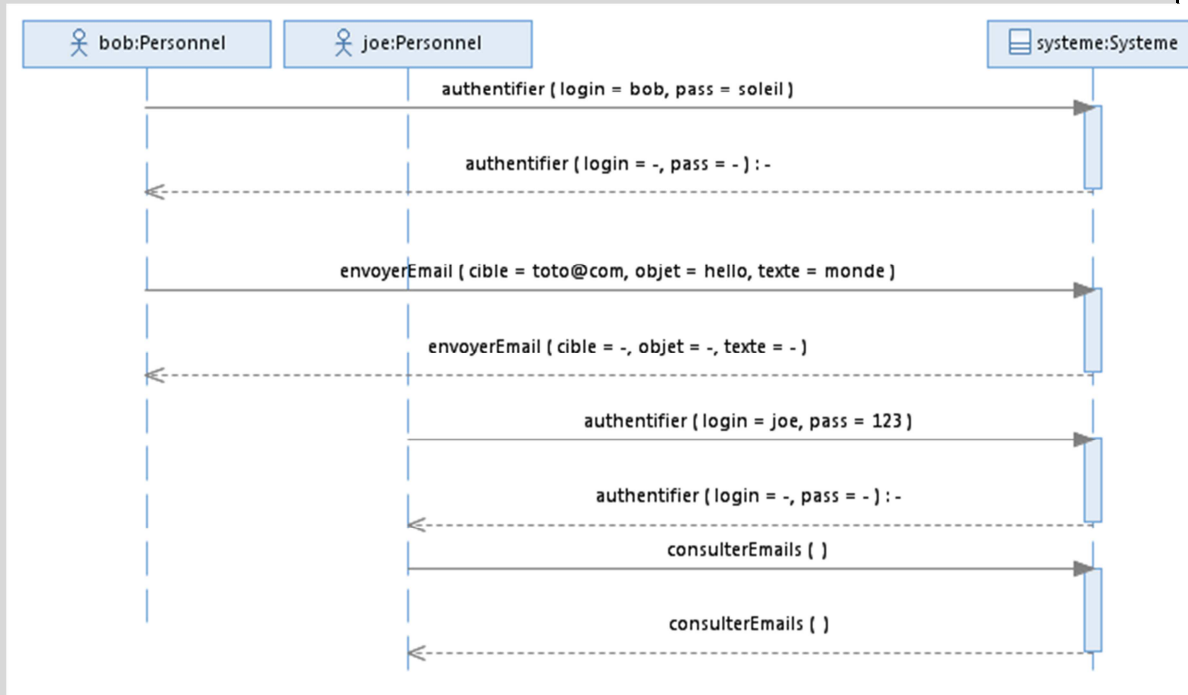 bob:Personnel
joe:Personnel
systeme:Systeme
authentifier ( login = bob, pass = soleil )
authentifier ( login = -, pass = - ) : -
envoyerEmail ( cible = toto@com, objet = hello, texte = monde )
envoyerEmail ( cible = -, objet = -, texte = - )
authentifier ( login = joe, pass = 123 )
authentifier ( login = -, pass = - ) : -
consulterEmails ( )
consulterEmails ( )